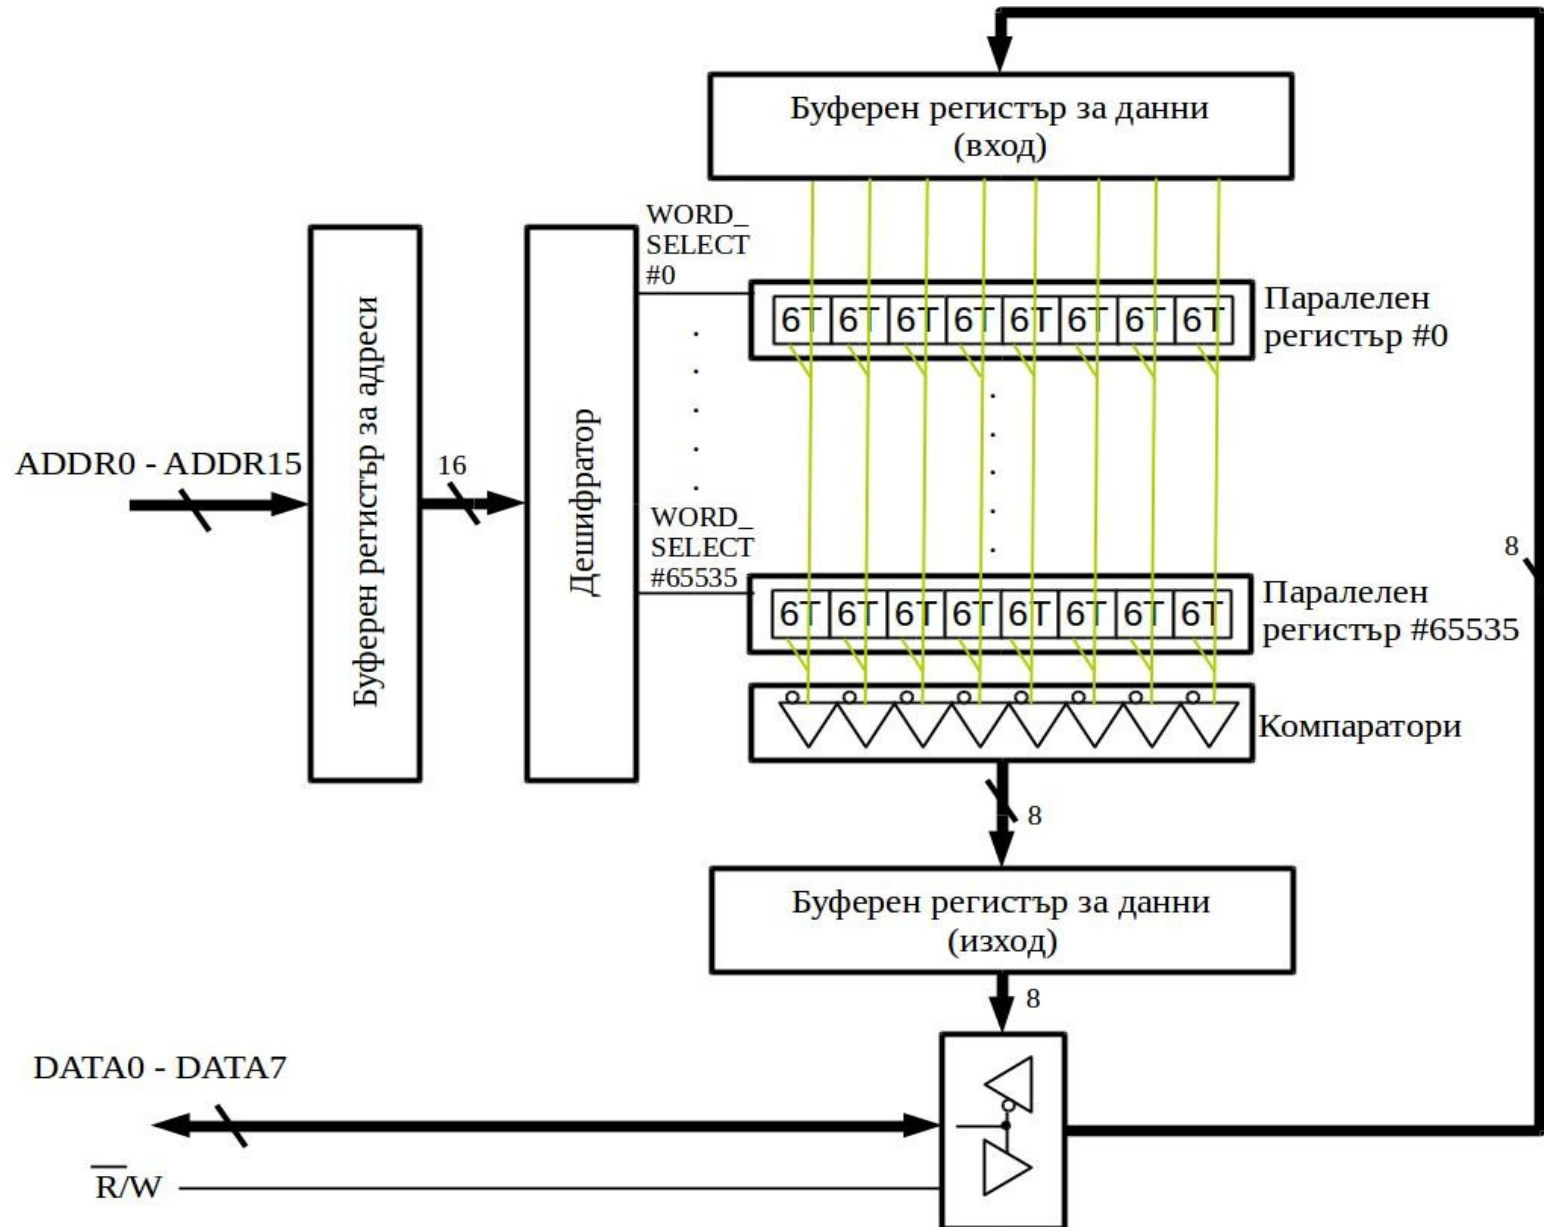 Буферен регистър за данни
(вход)
WORD_
SELECT
#0
6T 6T 6T 6T 6T 6T 6T 6T
Паралелен
регистър #0
Буферен регистър за адреси
Дешифратор
ADDR0 - ADDR15
16
WORD_
SELECT
#65535
8
6T 6T 6T 6T 6T 6T 6T 6T
Паралелен
регистър #65535
Компаратори
8
Буферен регистър за данни
(изход)
8
DATA0 - DATA7
R/W